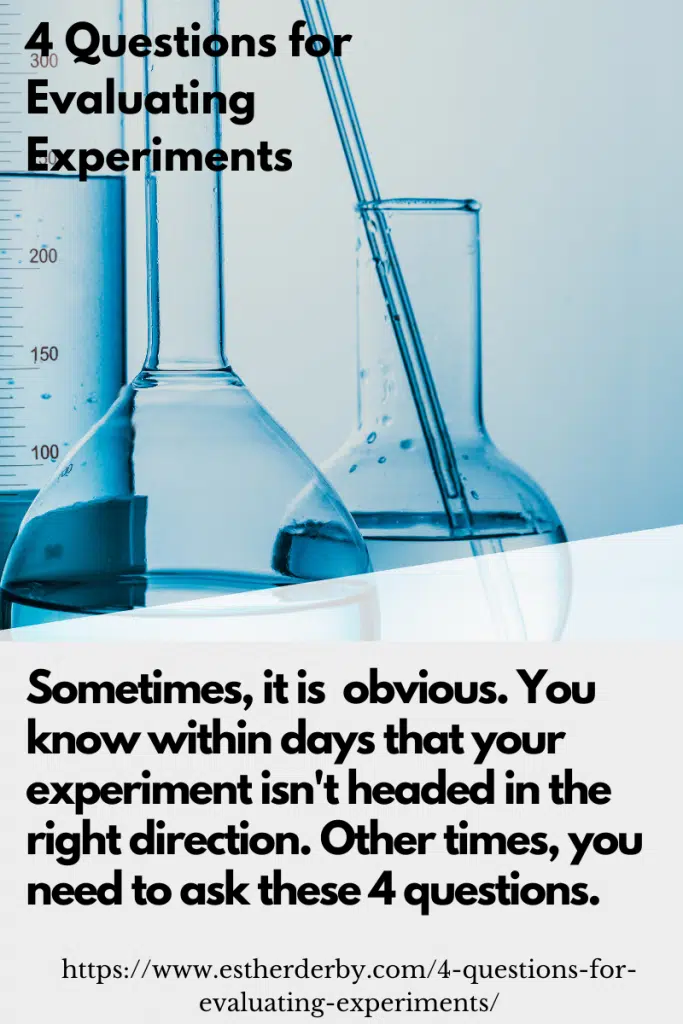 4 Questions for
Evaluating
Experiments
300
200
150
100
Sometimes, it is  obvious. You
know within days that your
experiment isn't headed in the
right direction. Other times, you
need to ask these 4 questions.
https://www.estherderby.com/4-questions-for-
evaluating-experiments/